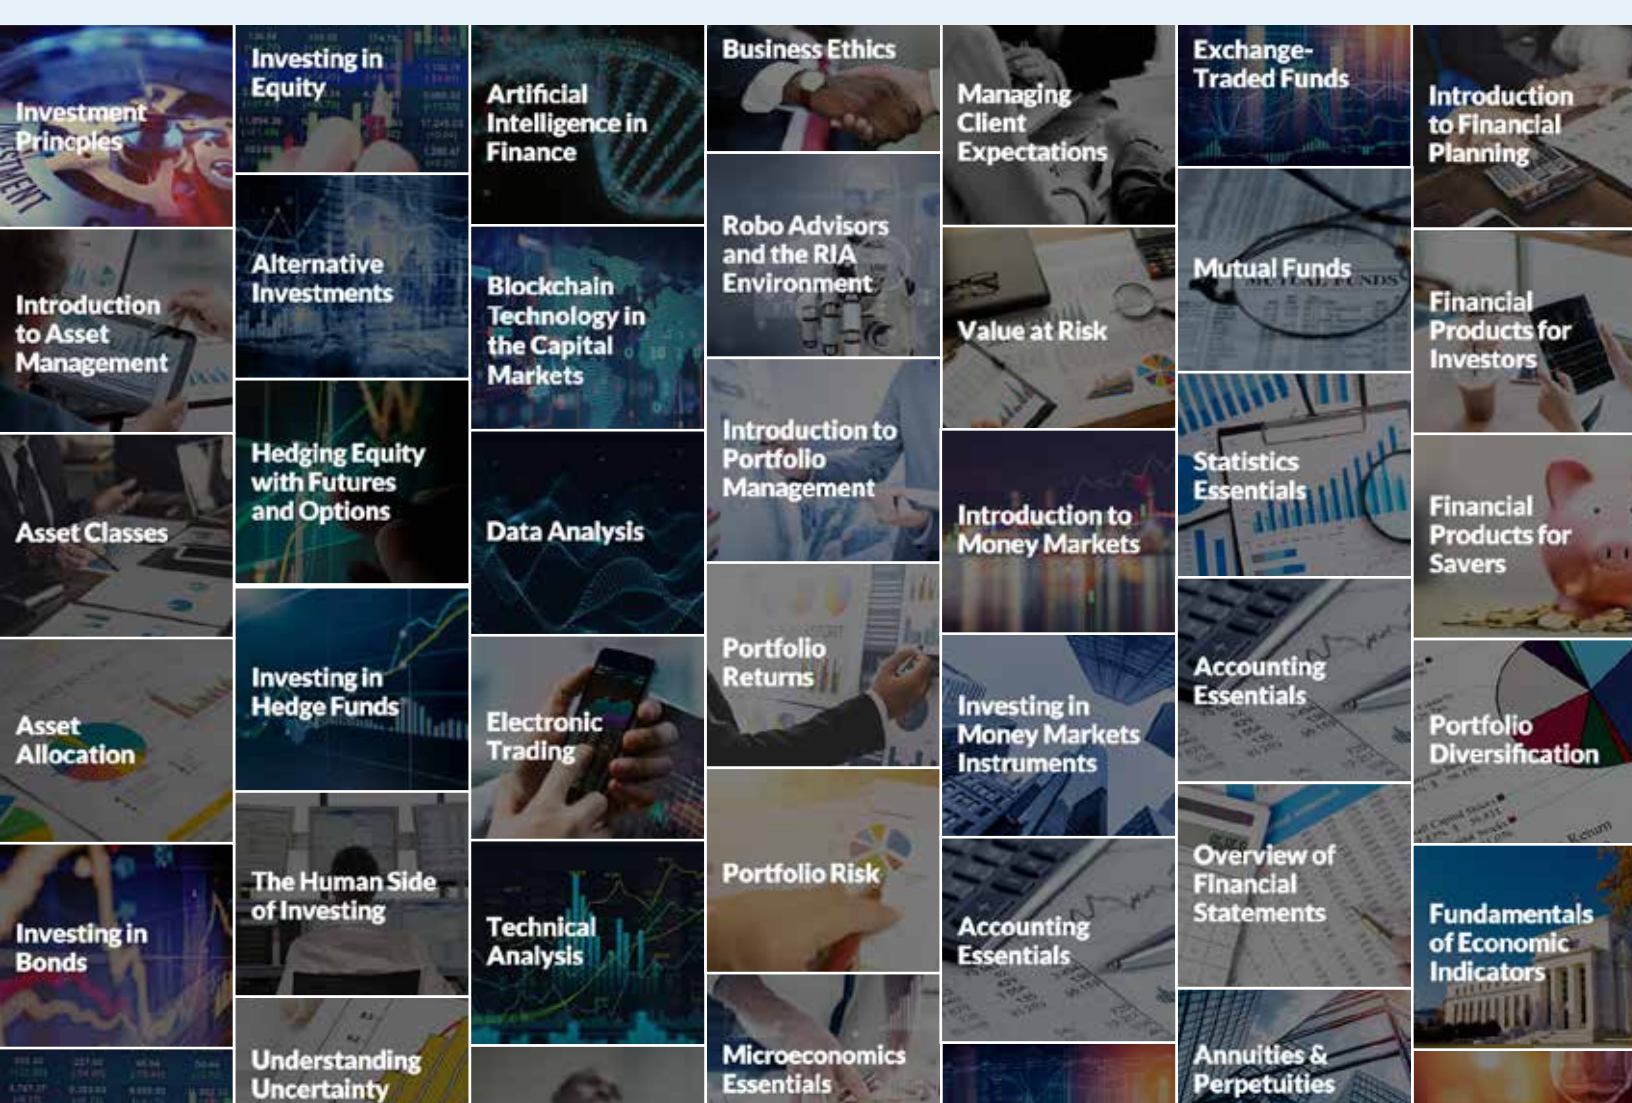 Investment
Princples
Introduction
to Asset
Management
Asset Classes
Asset
Allocation
Investing in
Bonds
Investing in
Equity
Alternative
Investments
Hedging Equity
with Futures
and Options
Investing in
Hedge Funds
The Human Side
of Investing
Understanding
Uncertainty
Artificial
Intelligence in
Finance
Blockchain
Technology in
the Capital
Markets
Data Analysis
Electronic
Trading
Technical
Analysis
Business Ethics
Robo Advisors
and the RIA
Environment
Introduction to
Portfolio
Management
Portfolio
Returns
Portfolio Risk
Microeconomics
Essentials
Managing
Client
Expectations
Value at Risk
Introduction to
Money Markets
Investing in
Money Markets
Instruments
Accounting
Essentials
Exchange-
Traded Funds
Mutual Funds
MUTUAL FUNDS
Statistics
Essentials
Accounting
Essentials
Overview of
Financial
Statements
Annuities &
Perpetuities
Introduction
to Financial
Planning
Financial
Products for
Investors
Financial
Products for
Savers
Portfolio
Diversification
Return
Fundamentals
of Economic
Indicators